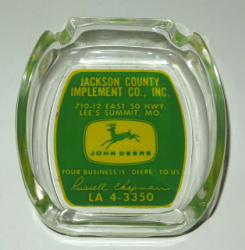 JACKSON COUNTY
IMPLEMENT CO., INC.
710-12 EAST 50 HWY.
LEE'S SUMMIT, MO
JOHN DEERE
YOUR BUSINESS IS "DEERE" TO US
Russell Chapman
LA 4-3350